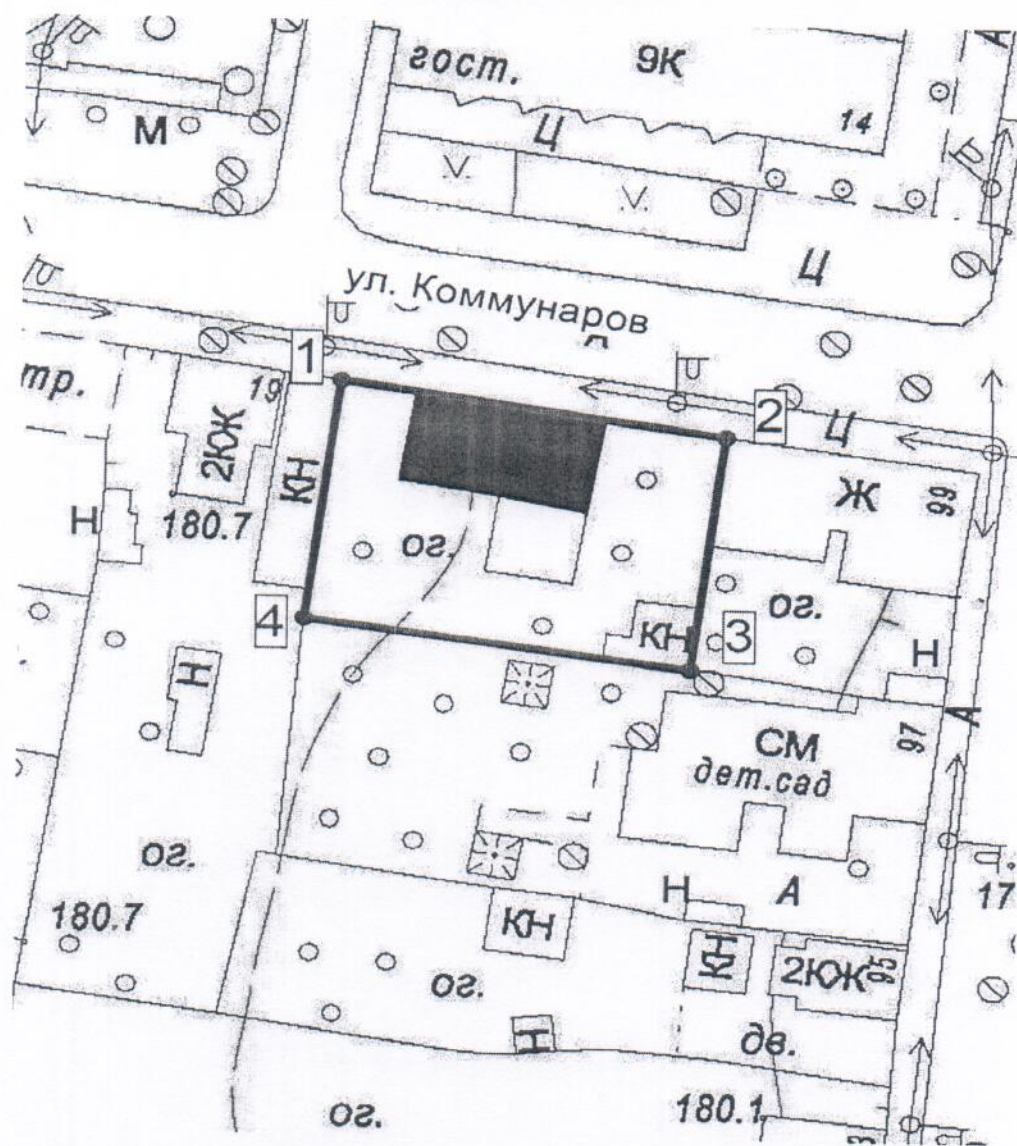 гост.
9К
14
М
Ц
А
Ц
ул. Коммунаров
1
тр.
19
2КЖ
КН
2
Ц
Ж
99
Н
180.7
ог.
ог.
4
КН
3
Н
Н
СМ
дет.сад
97
А
ог.
180.7
Н
А
17
КН
КН
2КЖ
95
ог.
Н
дв.
ог.
180.1